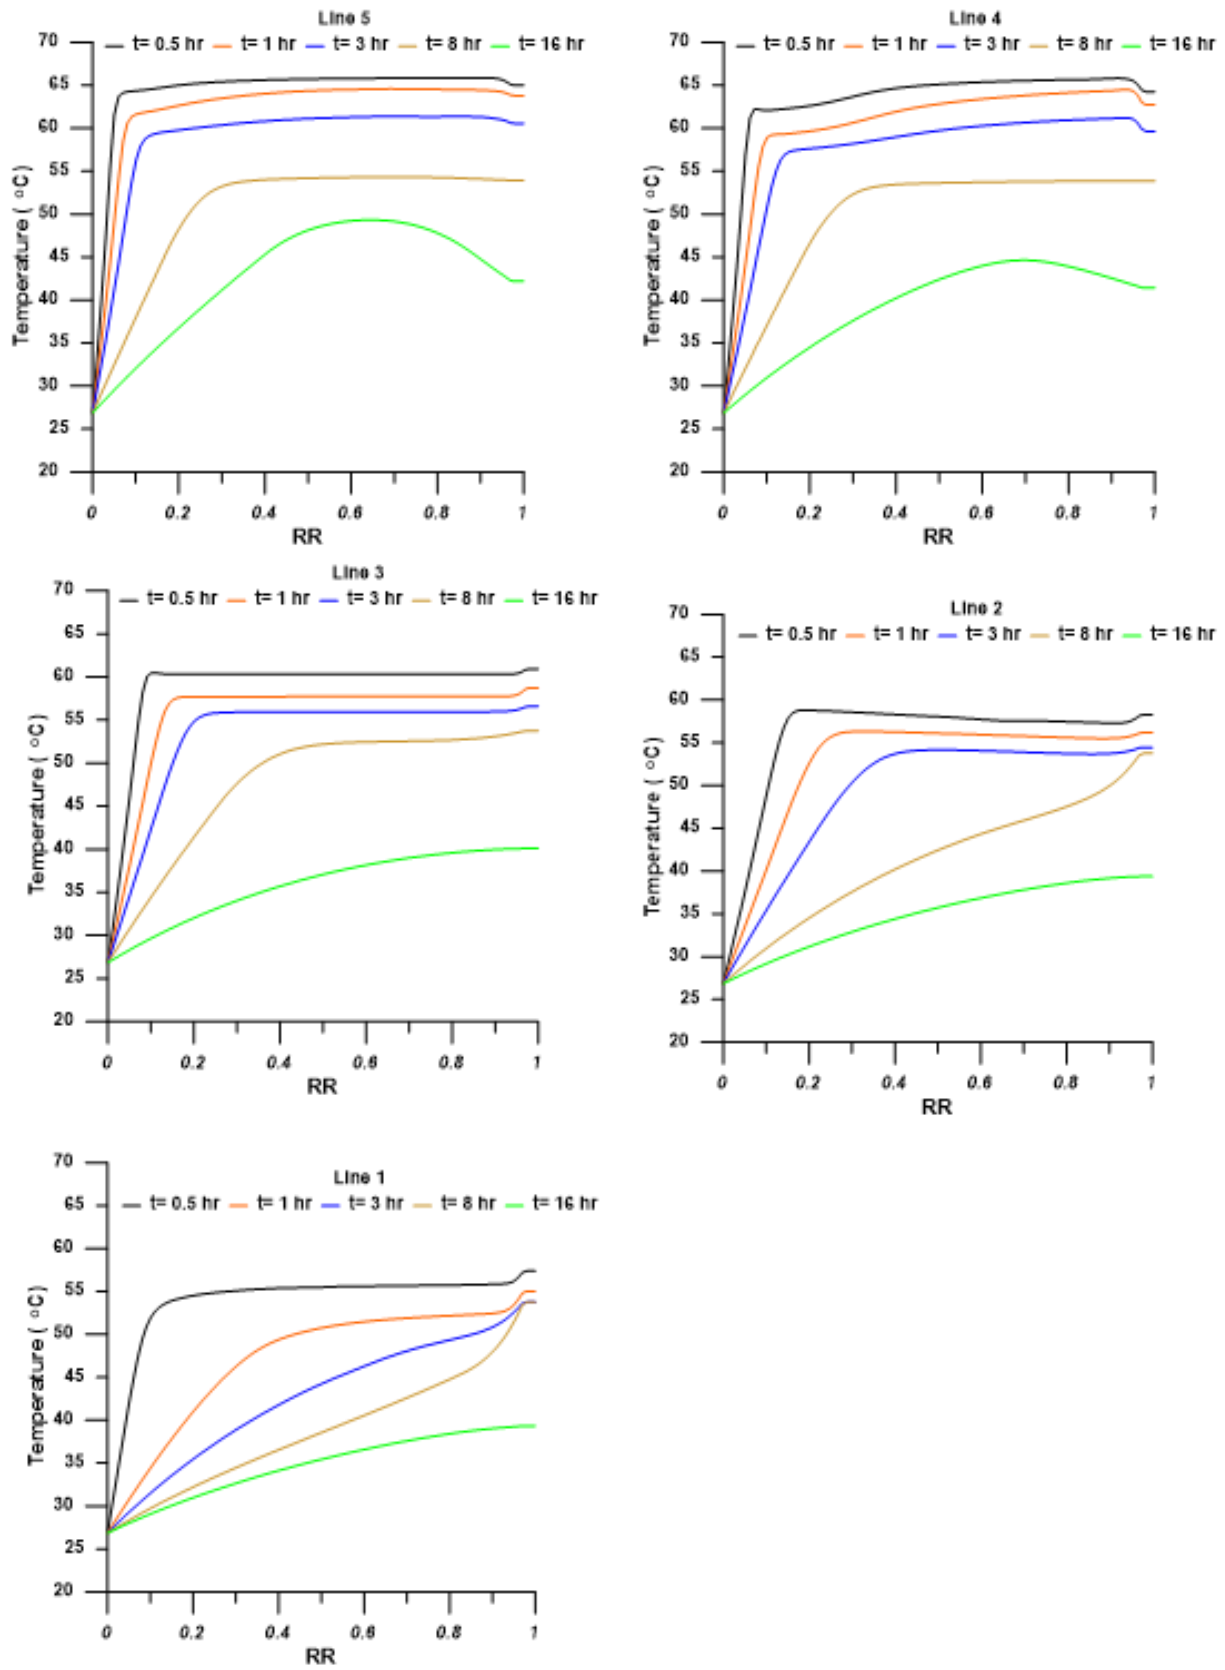 Line 5
t= 0.5 hr t= 1 hr t= 3 hr t= 8 hr t= 16 hr
70
65
60
55
50
45
40
35
30
25
20
Temperature ( °C)
0 0.2 0.4 0.6 0.8 1
RR
Line 4
t= 0.5 hr t= 1 hr t= 3 hr t= 8 hr t= 16 hr
70
65
60
55
50
45
40
35
30
25
20
Temperature ( °C)
0 0.2 0.4 0.6 0.8 1
RR
Line 3
t= 0.5 hr t= 1 hr t= 3 hr t= 8 hr t= 16 hr
70
65
60
55
50
45
40
35
30
25
20
Temperature ( °C)
0 0.2 0.4 0.6 0.8 1
RR
Line 2
t= 0.5 hr t= 1 hr t= 3 hr t= 8 hr t= 16 hr
70
65
60
55
50
45
40
35
30
25
20
Temperature ( °C)
0 0.2 0.4 0.6 0.8 1
RR
Line 1
t= 0.5 hr t= 1 hr t= 3 hr t= 8 hr t= 16 hr
70
65
60
55
50
45
40
35
30
25
20
Temperature ( °C)
0 0.2 0.4 0.6 0.8 1
RR